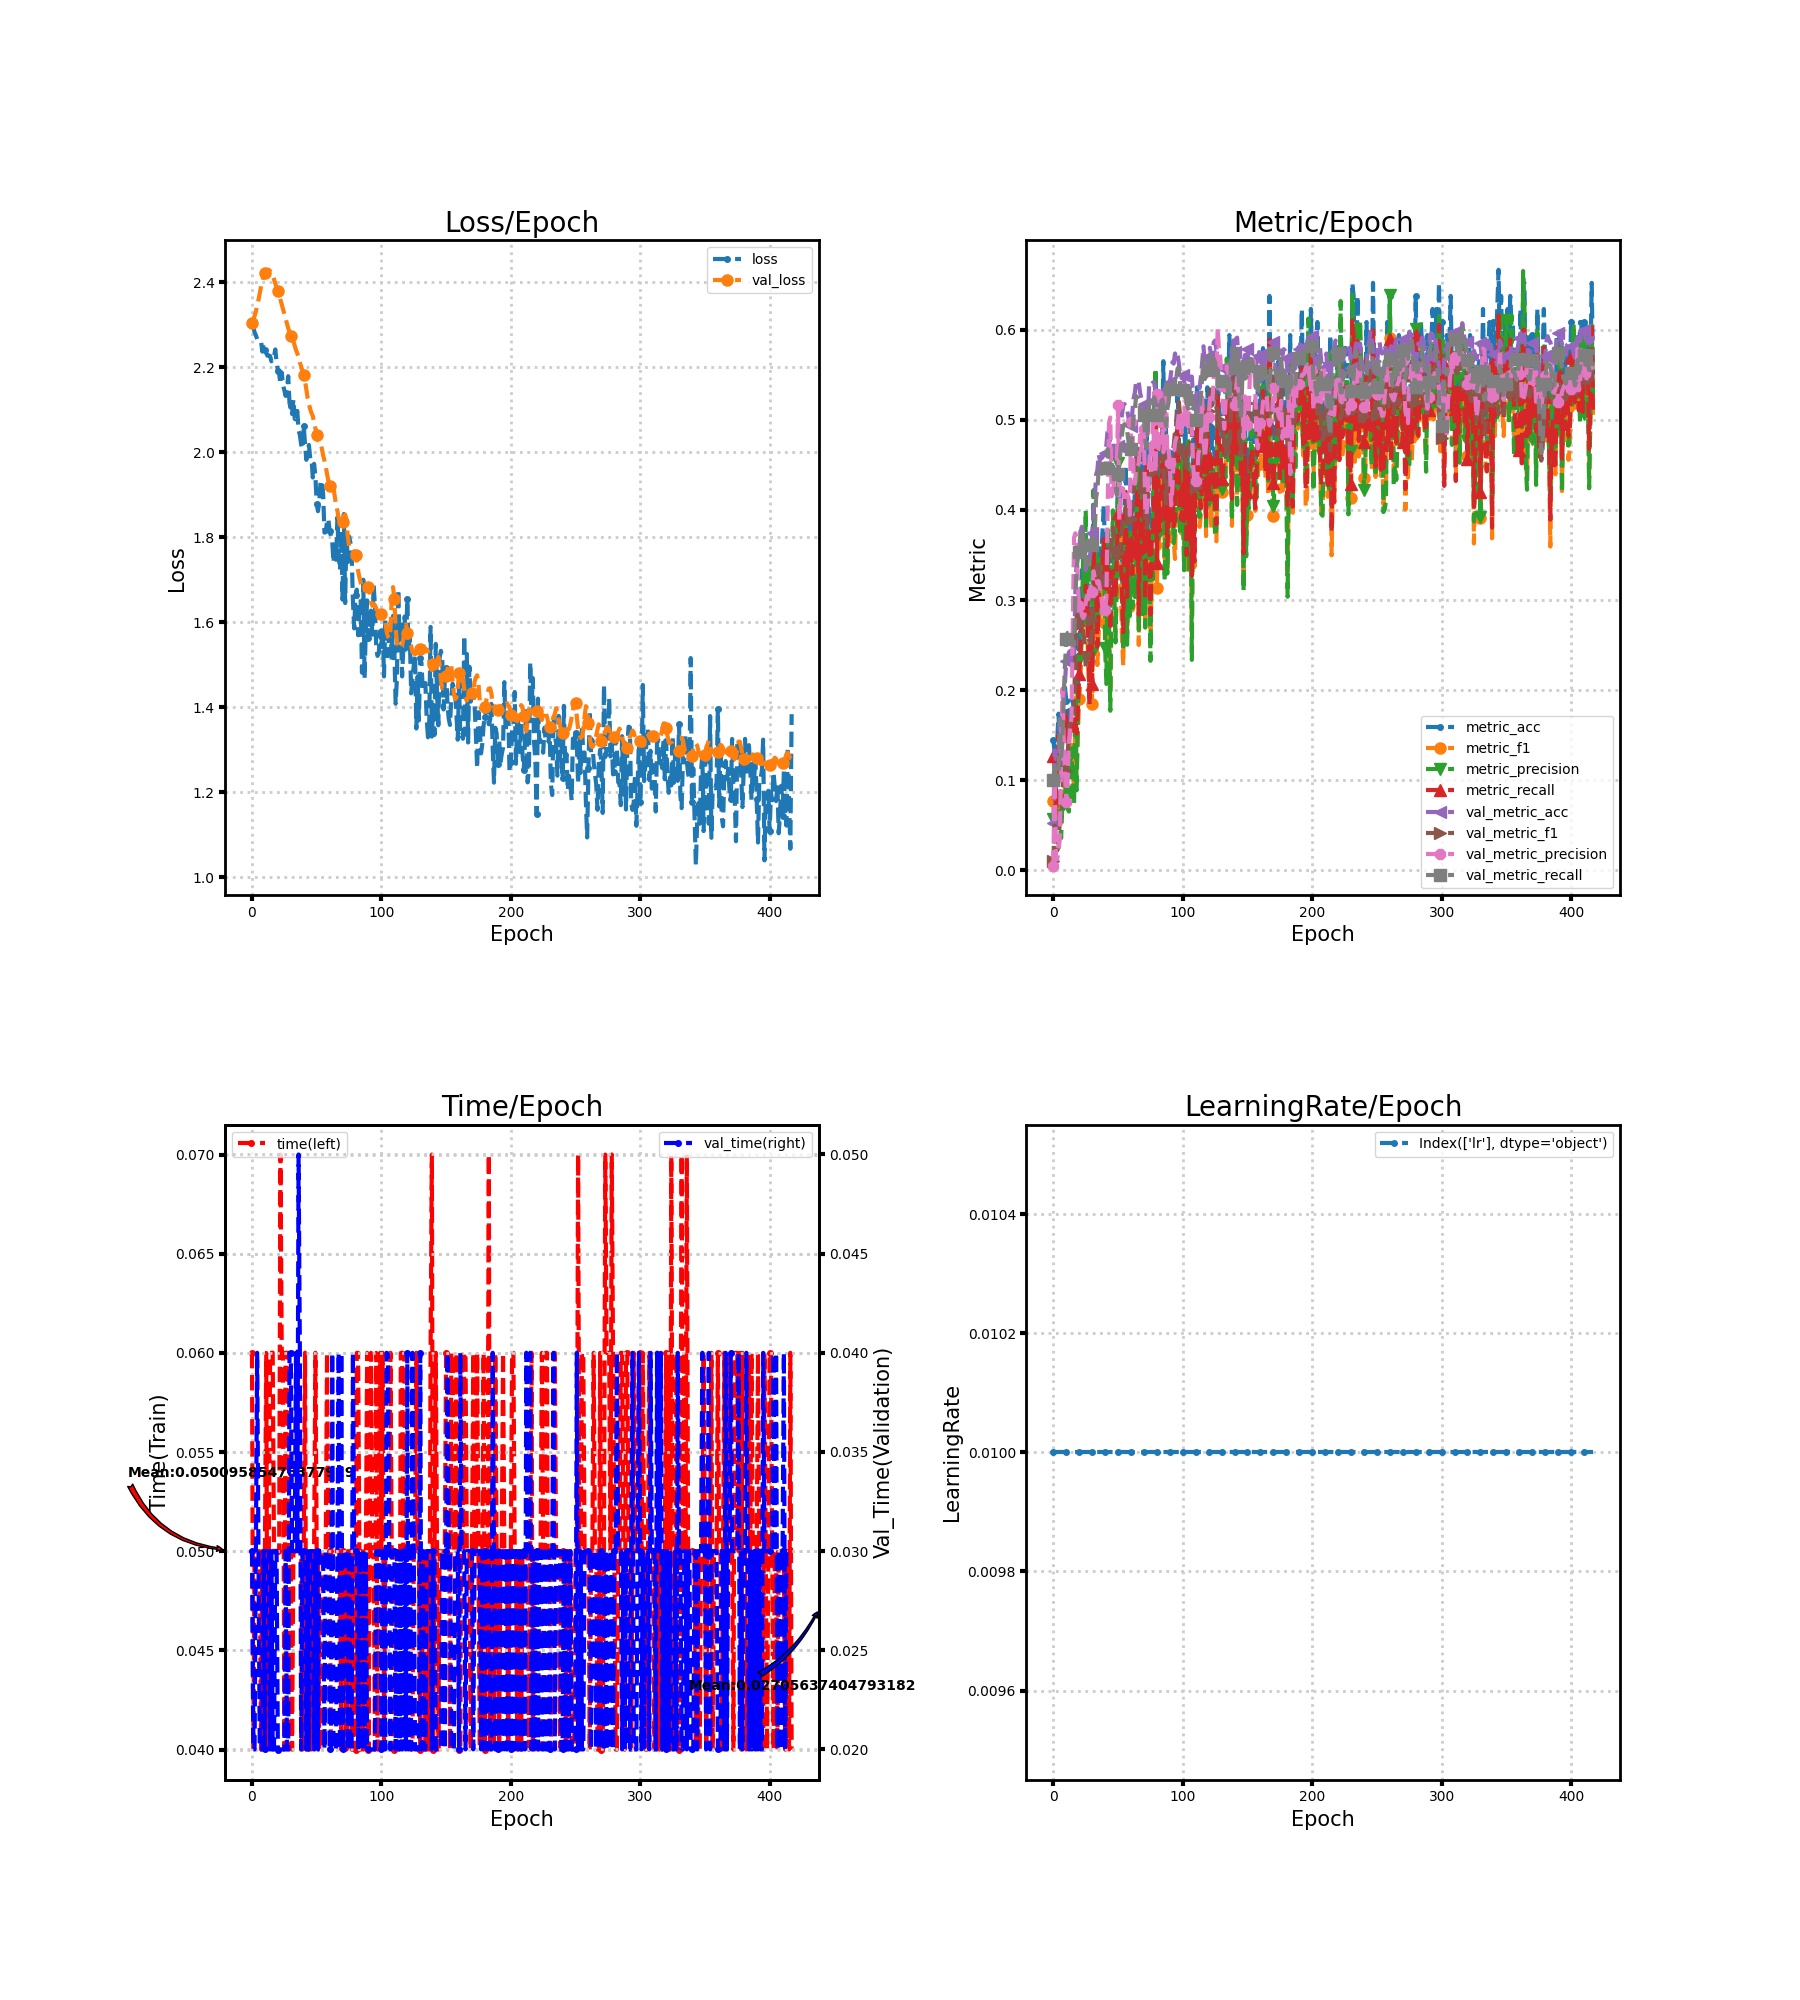 Loss/Epoch
loss
val_loss
2.4
2.2
2.0
1.8
1.6
1.4
1.2
1.0
Loss
0
100
200
300
400
Epoch
Metric/Epoch
0.6
0.5
0.4
0.3
0.2
0.1
0.0
Metric
metric_acc
metric_f1
metric_precision
metric_recall
val_metric_acc
val_metric_f1
val_metric_precision
val_metric_recall
0
100
200
300
400
Epoch
Time/Epoch
time(left)
val_time(right)
0.070
0.065
0.060
0.055
0.050
0.045
0.040
Time(Train)
0.050
0.045
0.040
0.035
0.030
0.025
0.020
Val_Time(Validation)
Mean:0.02705637404793182
0
100
200
300
400
Epoch
LearningRate/Epoch
Index(['lr'], dtype='object')
0.0104
0.0102
0.0100
0.0098
0.0096
LearningRate
0
100
200
300
400
Epoch